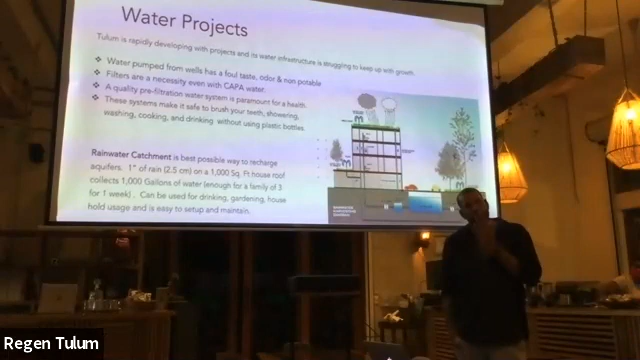 Water Projects
Tulum is rapidly developing with projects and its water infrastructure is struggling to keep up with growth.
❖ Water pumped from wells has a foul taste, odor & non potable
❖ Filters are a necessity even with CAPA water.
❖ A quality pre-filtration water system is paramount for a health.
❖ These systems make it safe to brush your teeth, showering,
washing, cooking, and drinking without using plastic bottles.
Rainwater Catchment is best possible way to recharge
aquifers. 1" of rain (2.5 cm) on a 1,000 Sq. Ft house roof
collects 1,000 Gallons of water (enough for a family of 3
for 1 week) . Can be used for drinking, gardening, house
hold usage and is easy to setup and maintain.
Regen Tulum